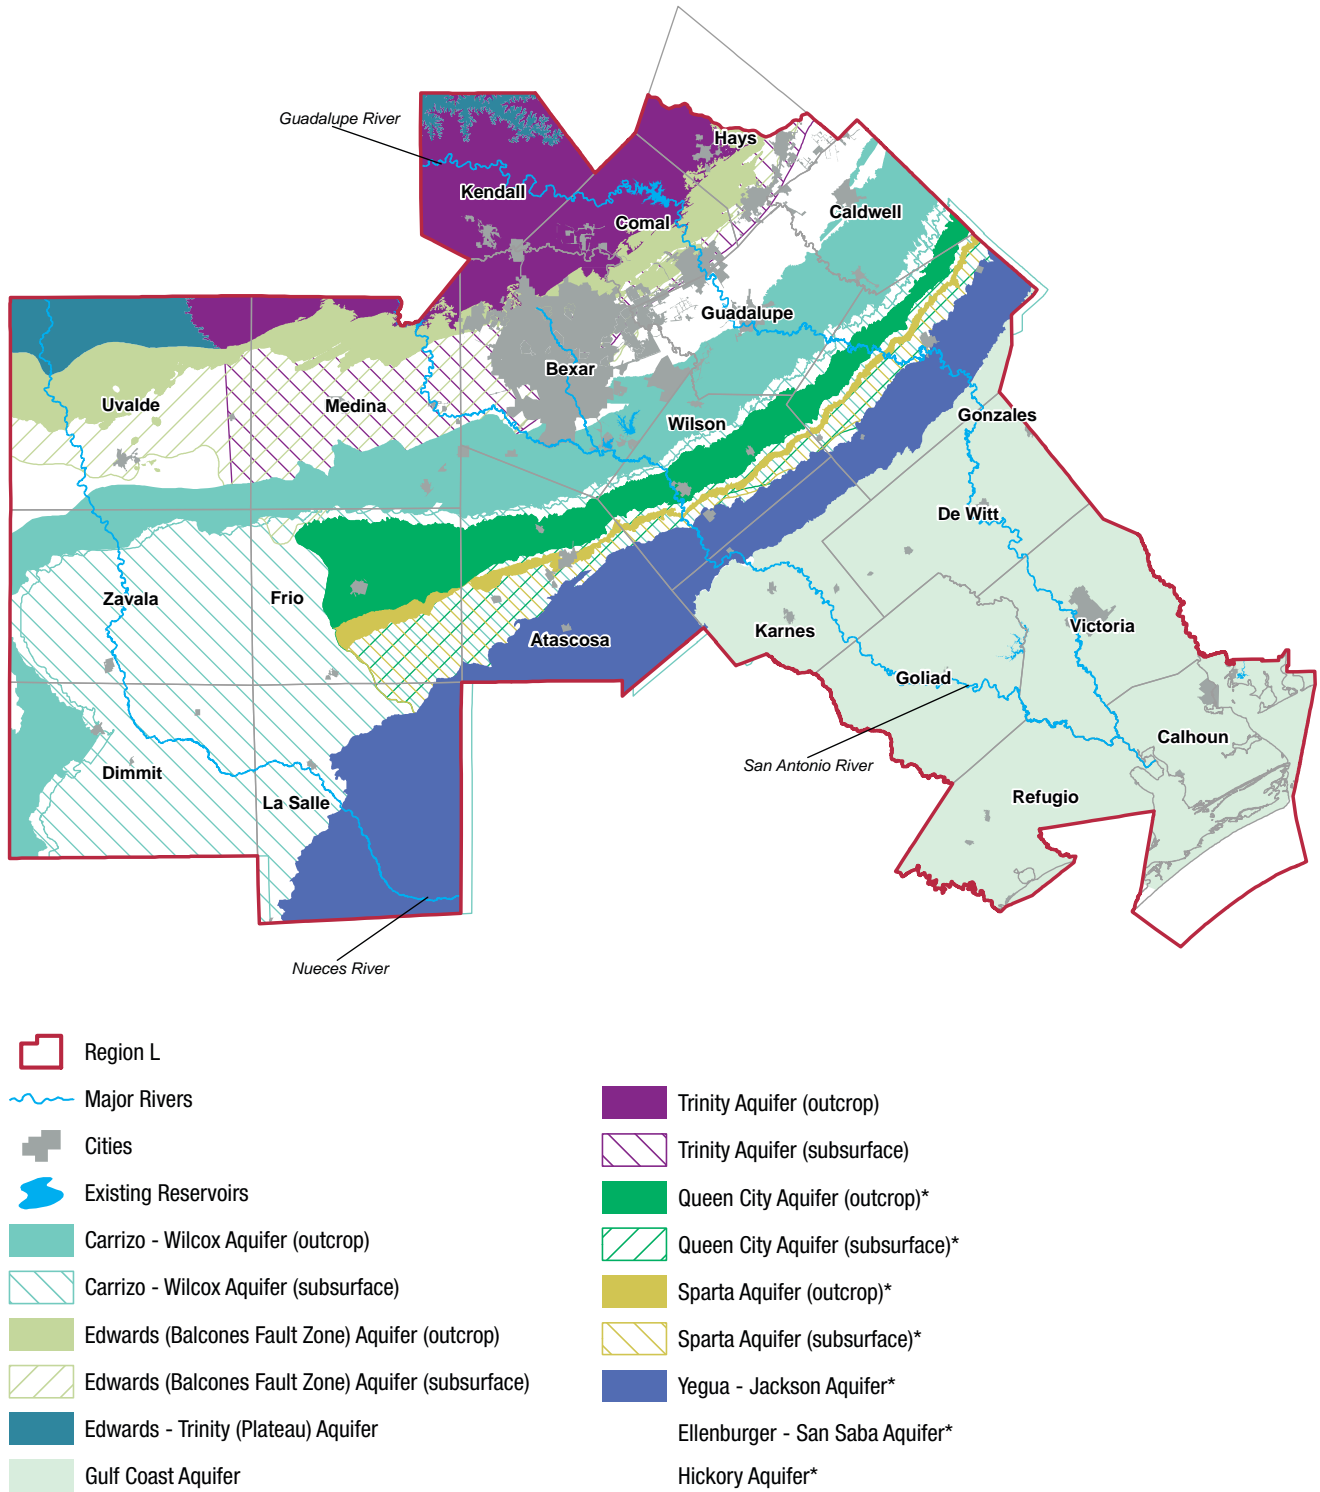 Guadalupe River
Hays
Kendall
Caldwell
Comal
Guadalupe
Bexar
Uvalde
Medina
Gonzales
Wilson
De Witt
Zavala
Frio
Victoria
Karnes
Atascosa
Goliad
Calhoun
San Antonio River
Dimmit
Refugio
La Salle
Nueces River
Region L
Major Rivers
Cities
Existing Reservoirs
Carrizo - Wilcox Aquifer (outcrop)
Carrizo - Wilcox Aquifer (subsurface)
Edwards (Balcones Fault Zone) Aquifer (outcrop)
Edwards (Balcones Fault Zone) Aquifer (subsurface)
Edwards - Trinity (Plateau) Aquifer
Gulf Coast Aquifer
Trinity Aquifer (outcrop)
Trinity Aquifer (subsurface)
Queen City Aquifer (outcrop)*
Queen City Aquifer (subsurface)*
Sparta Aquifer (outcrop)*
Sparta Aquifer (subsurface)*
Yegua - Jackson Aquifer*
Ellenburger - San Saba Aquifer*
Hickory Aquifer*